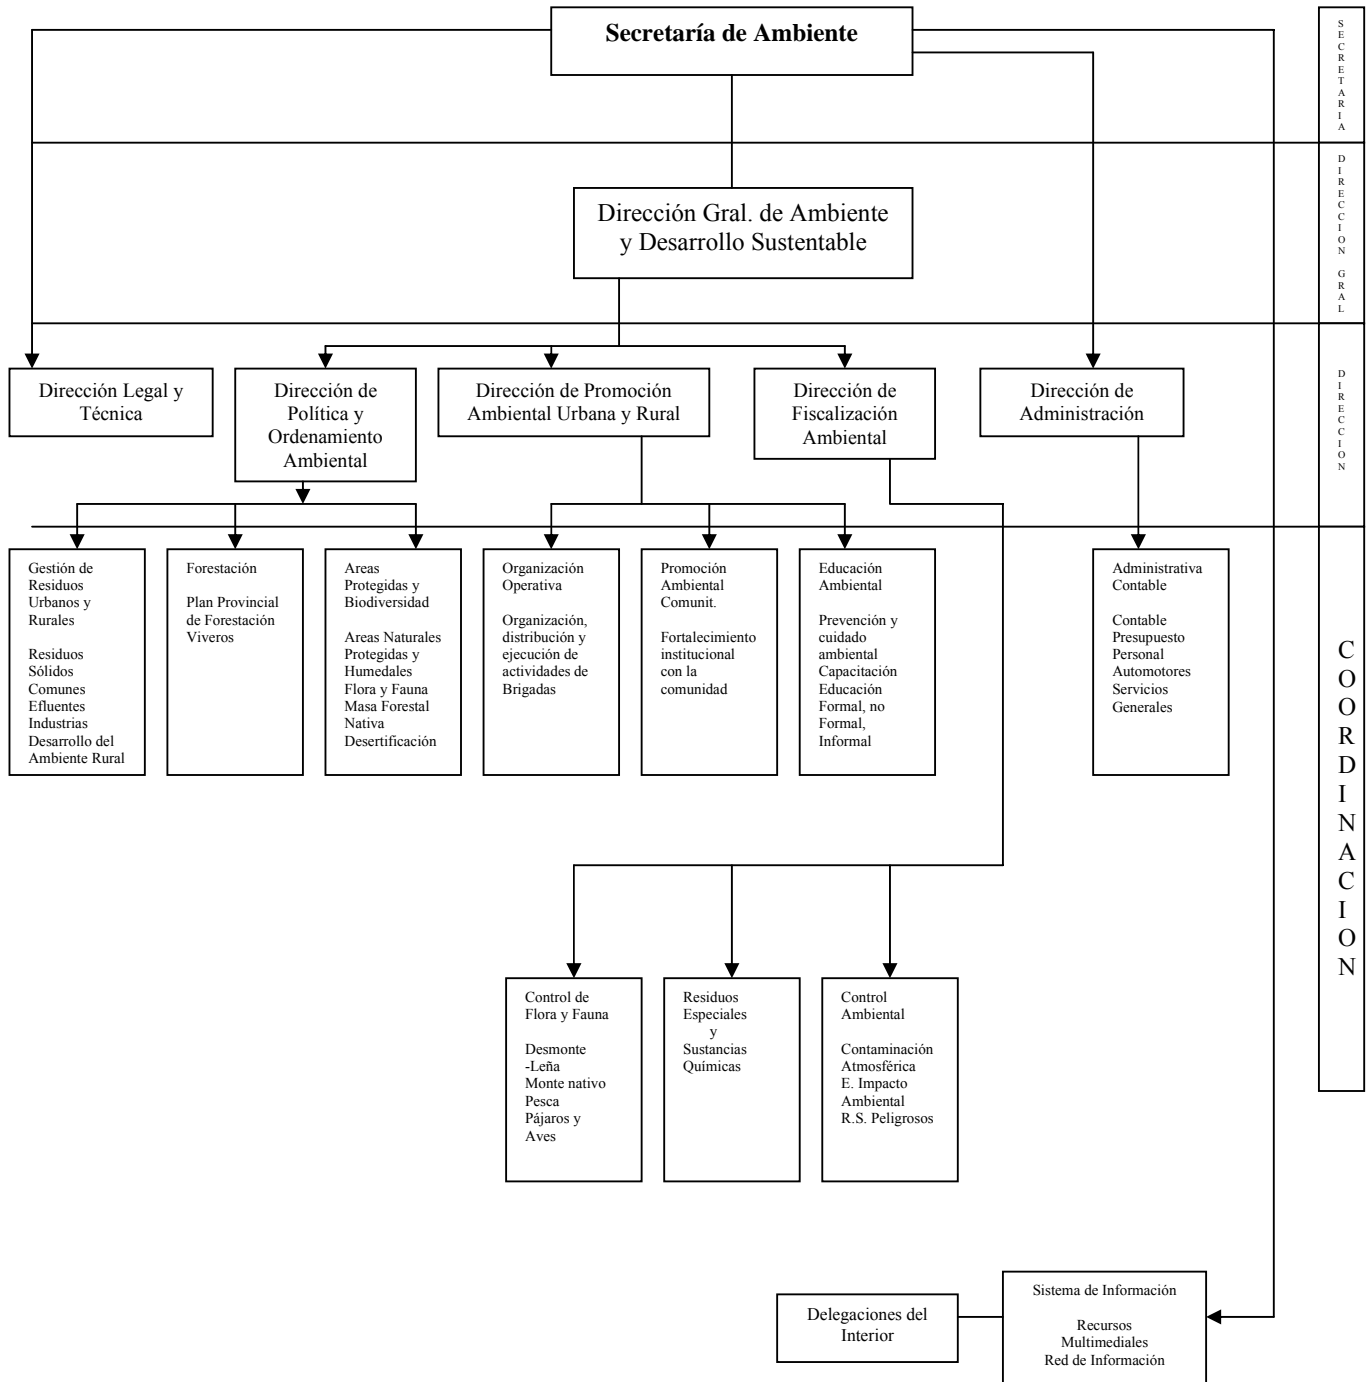 Secretaría de Ambiente
SECRETARIA
Dirección Gral. de Ambiente
y Desarrollo Sustentable
DIRECCION GRAL
Dirección Legal y
Técnica
Dirección de
Política y
Ordenamiento
Ambiental
Dirección de Promoción
Ambiental Urbana y Rural
Dirección de
Fiscalización
Ambiental
Dirección de
Administración
DIRECCION
Gestión de
Residuos
Urbanos y
Rurales
Residuos
Sólidos
Comunes
Efluentes
Industrias
Desarrollo del
Ambiente Rural
Forestación
Plan Provincial
de Forestación
Viveros
Areas
Protegidas y
Biodiversidad
Areas Naturales
Protegidas y
Humedales
Flora y Fauna
Masa Forestal
Nativa
Desertificación
Organización
Operativa
Organización,
distribución y
ejecución de
actividades de
Brigadas
Promoción
Ambiental
Comunit.
Fortalecimiento
institucional
con la
comunidad
Educación
Ambiental
Prevención y
cuidado
ambiental
Capacitación
Educación
Formal, no
Formal,
Informal
Administrativa
Contable
Contable
Presupuesto
Personal
Automotores
Servicios
Generales
COORDINACION
Control de
Flora y Fauna
Desmonte
-Leña
Monte nativo
Pesca
Pájaros y
Aves
Residuos
Especiales
y
Sustancias
Químicas
Control
Ambiental
Contaminación
Atmosférica
E. Impacto
Ambiental
R.S. Peligrosos
Delegaciones del
Interior
Sistema de Información
Recursos
Multimediales
Red de Información